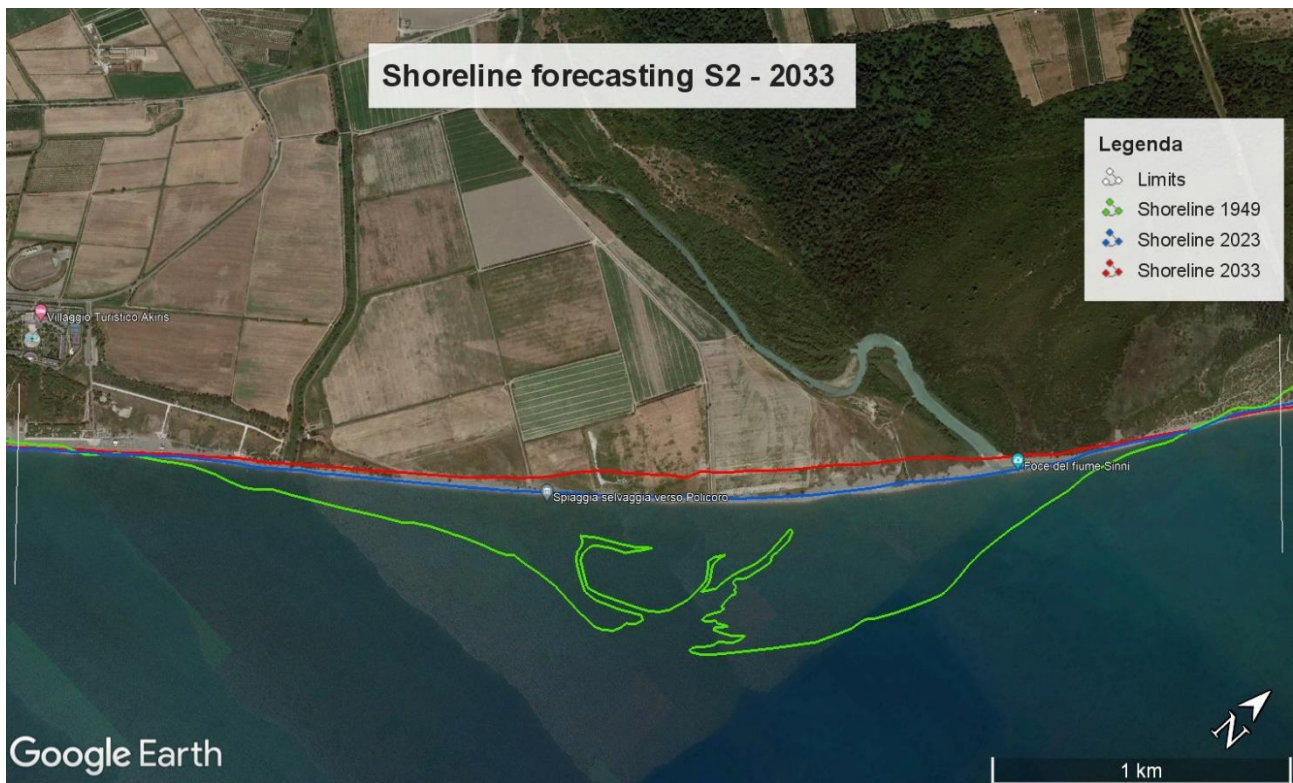 Shoreline forecasting S2 - 2033
Legenda
Limits
Shoreline 1949
Shoreline 2023
Shoreline 2033
Villaggio Turistico Akiris
Foce del fiume Sinni
Spiaggia selvaggia verso Policoro
N
Google Earth
1 km